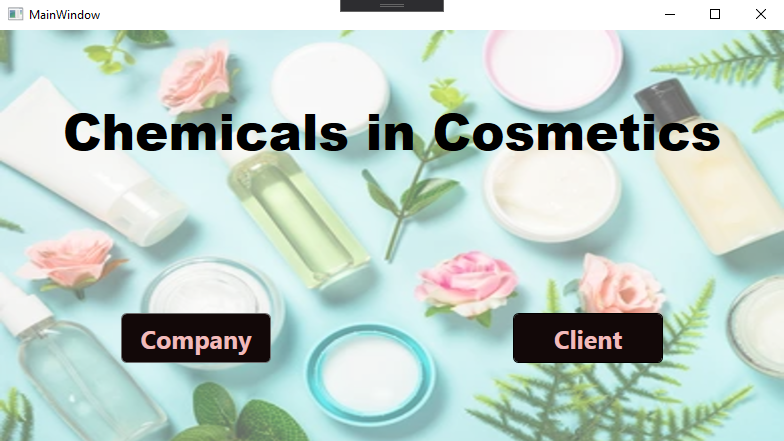 MainWindow
Chemicals in Cosmetics
Company
Client